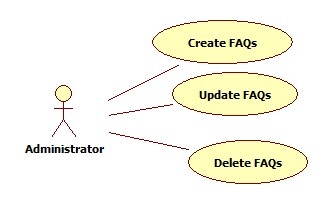 Create FAQs
Update FAQs
Administrator
Delete FAQs